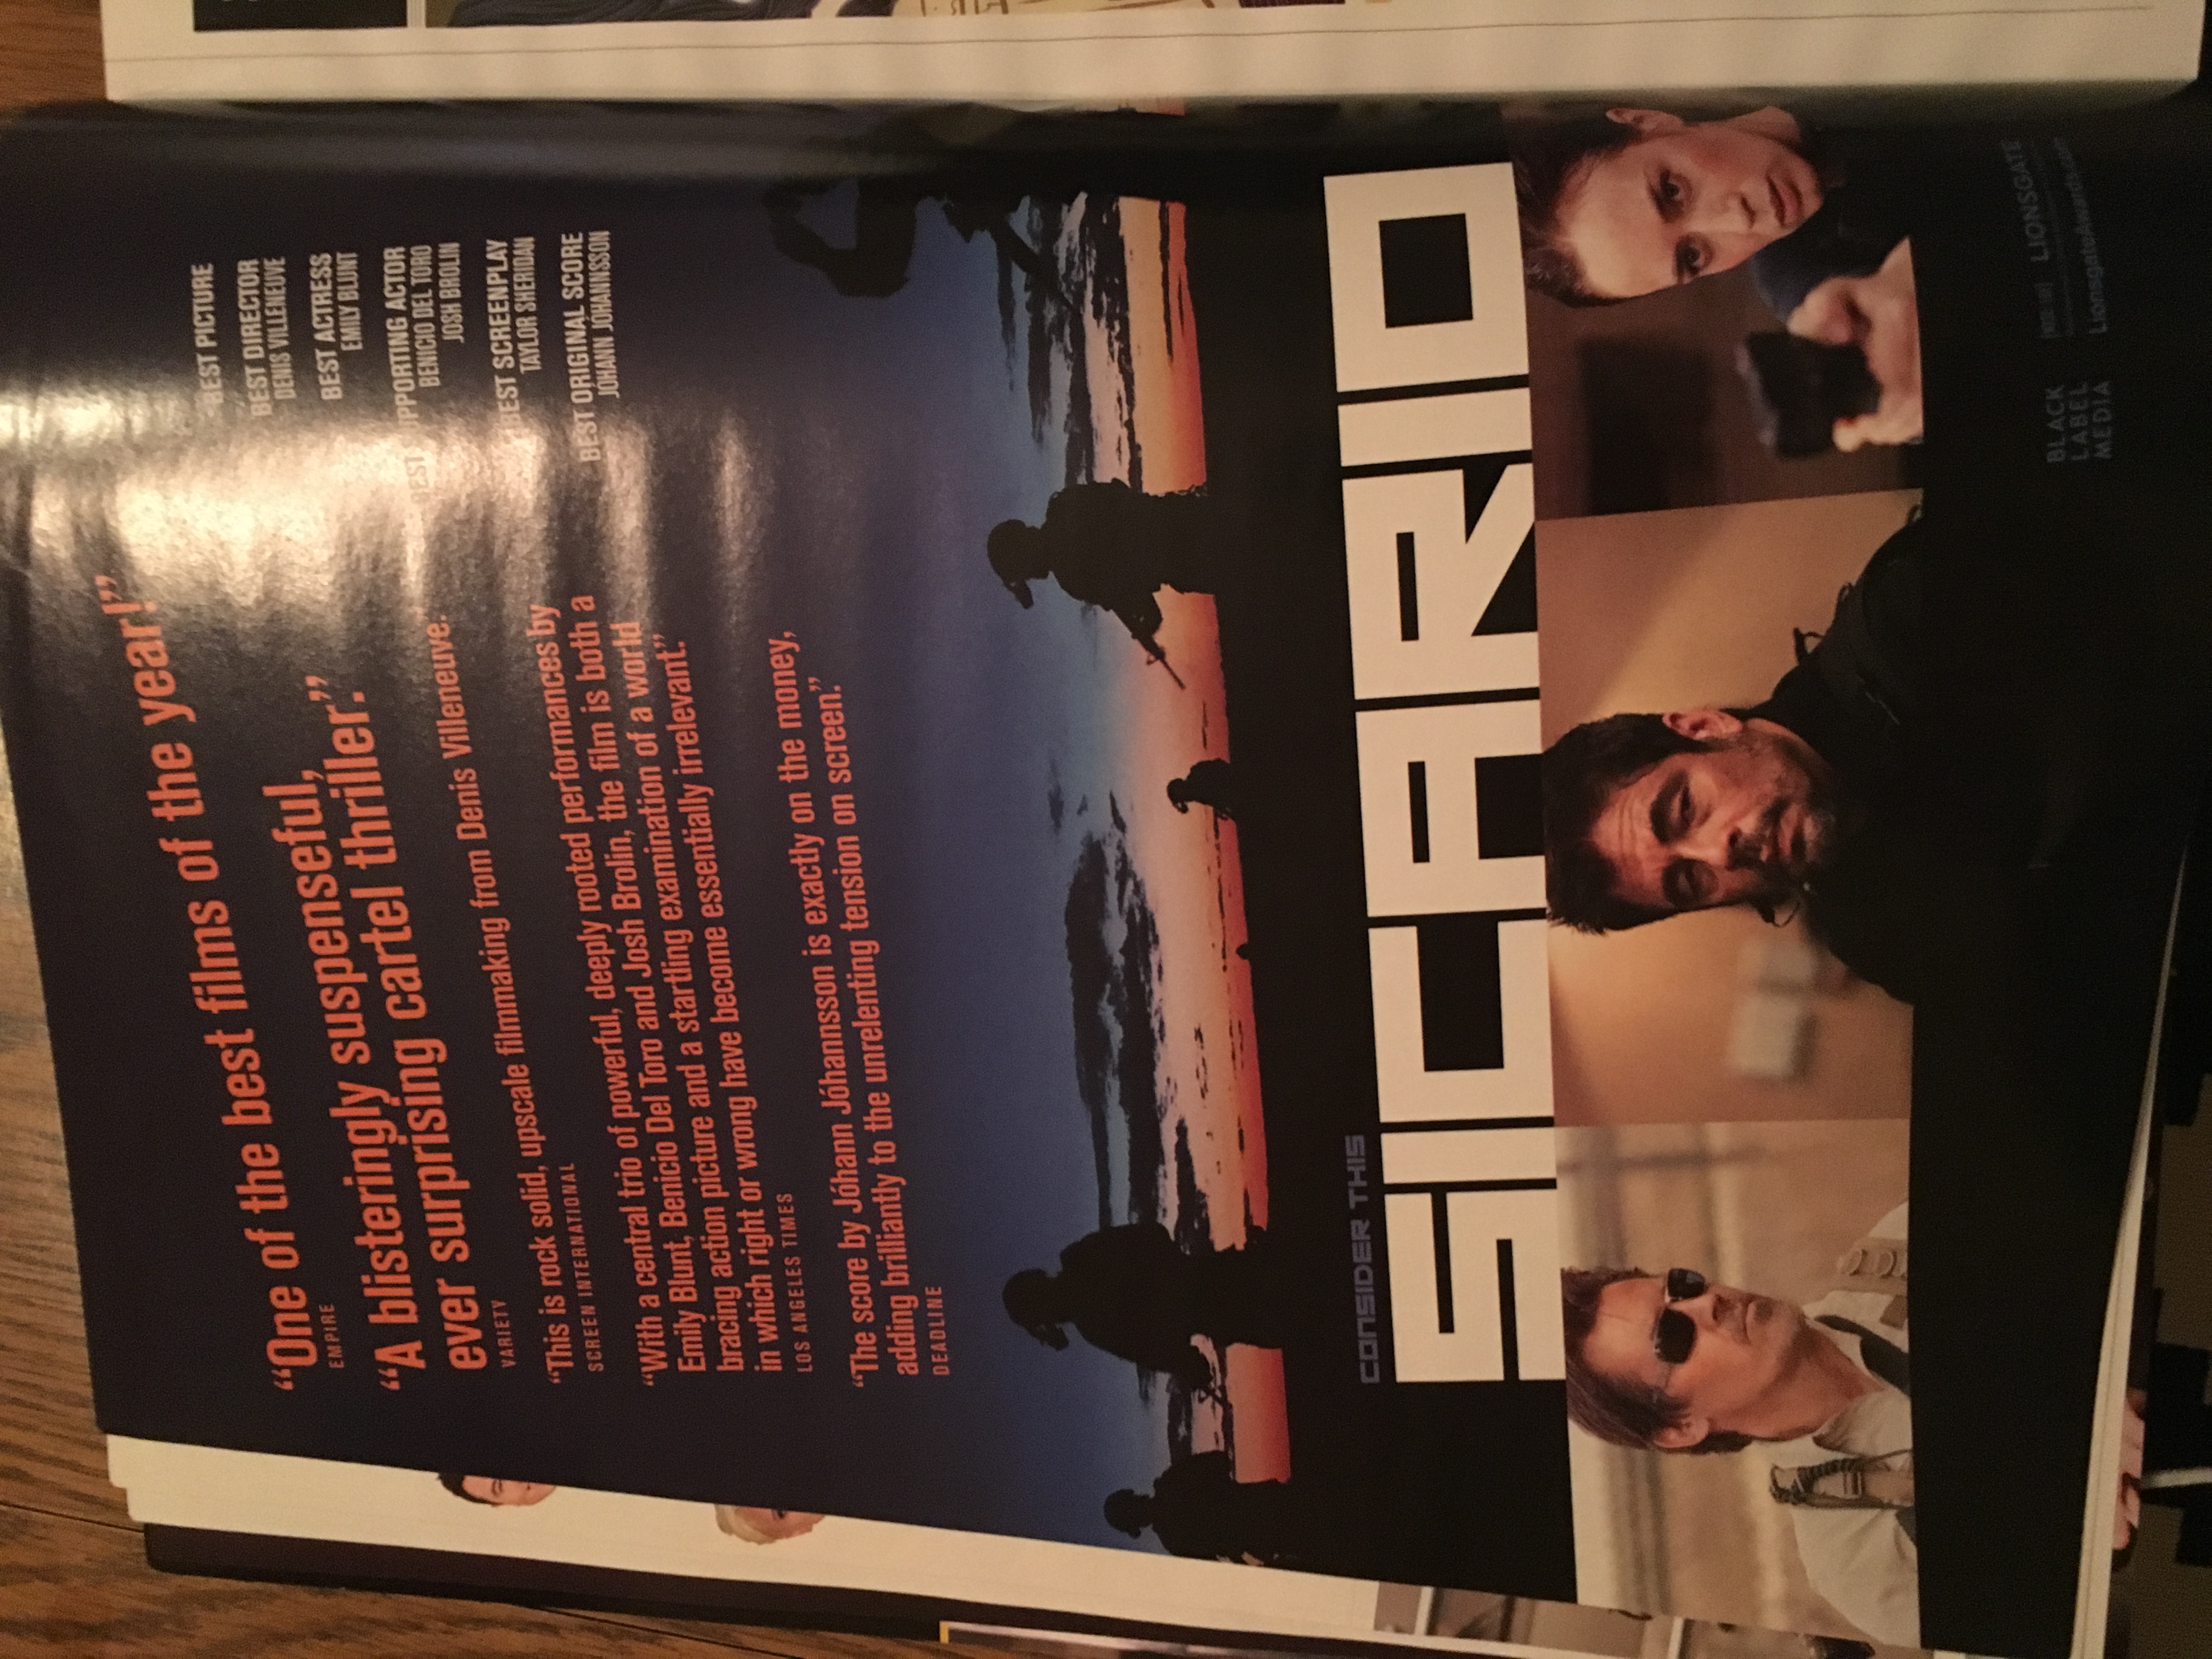 “One of the best films of the year!”
EMPIRE
“A blisteringly suspenseful,
ever surprising cartel thriller.”
VARIETY
“This is rock solid, upscale filmmaking from Denis Villeneuve.”
SCREEN INTERNATIONAL
“With a central trio of powerful, deeply rooted performances by
Emily Blunt, Benicio Del Toro and Josh Brolin, the film is both a
bracing action picture and a startling examination of a world
in which right or wrong have become essentially irrelevant.”
LOS ANGELES TIMES
“The score by Jóhann Jóhannsson is exactly on the money,
adding brilliantly to the unrelenting tension on screen.”
DEADLINE
BEST PICTURE
BEST DIRECTOR
DENIS VILLENEUVE
BEST ACTRESS
EMILY BLUNT
BEST SUPPORTING ACTOR
BENICIO DEL TORO
JOSH BROLIN
BEST SCREENPLAY
TAYLOR SHERIDAN
BEST ORIGINAL SCORE
JÓHANN JÓHANNSSON
CONSIDER THIS
SICARIO
BLACK
LABEL
MEDIA
LIONSGATE
LionsgateAwards.com